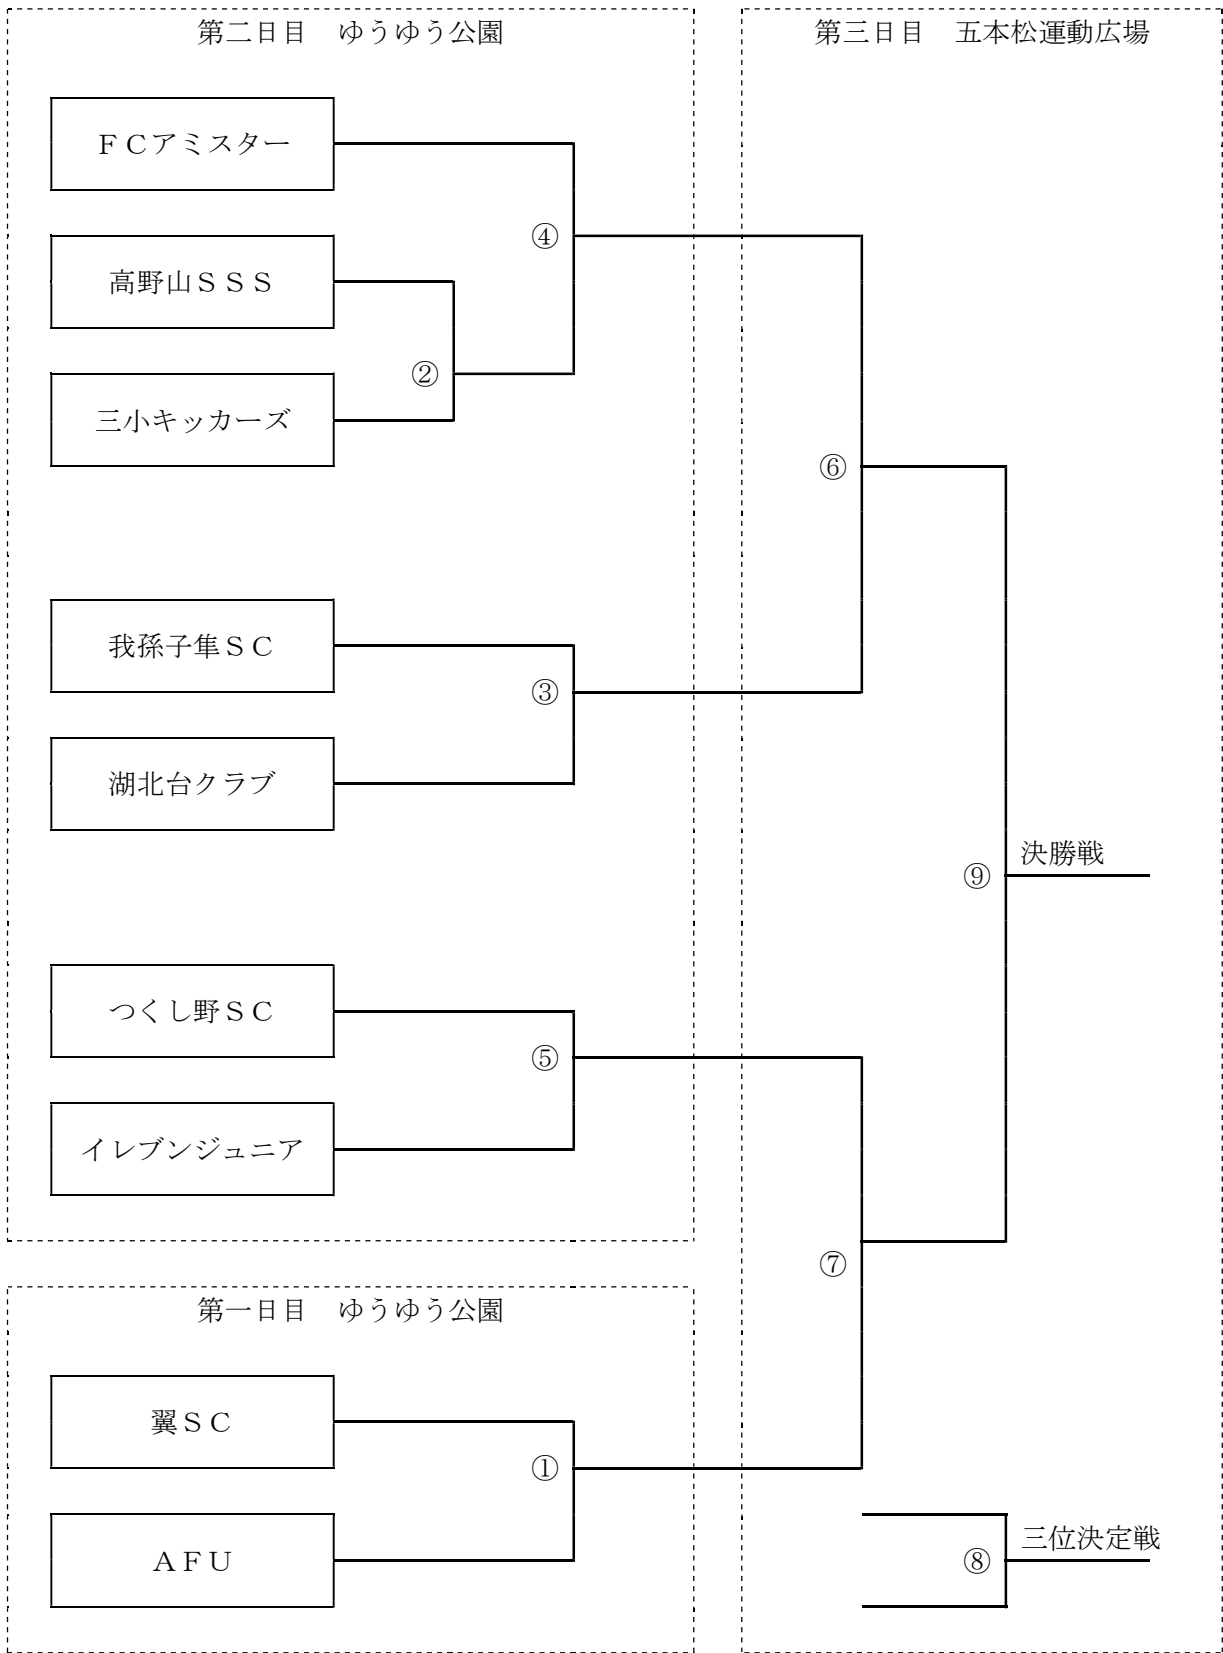 第二日目　ゆうゆう公園
第三日目　五本松運動広場
ＦＣアミスター
④
高野山ＳＳＳ
②
三小キッカーズ
⑥
我孫子隼ＳＣ
③
湖北台クラブ
決勝戦
⑨
つくし野ＳＣ
⑤
イレブンジュニア
⑦
第一日目　ゆうゆう公園
翼ＳＣ
①
ＡＦＵ
三位決定戦
⑧